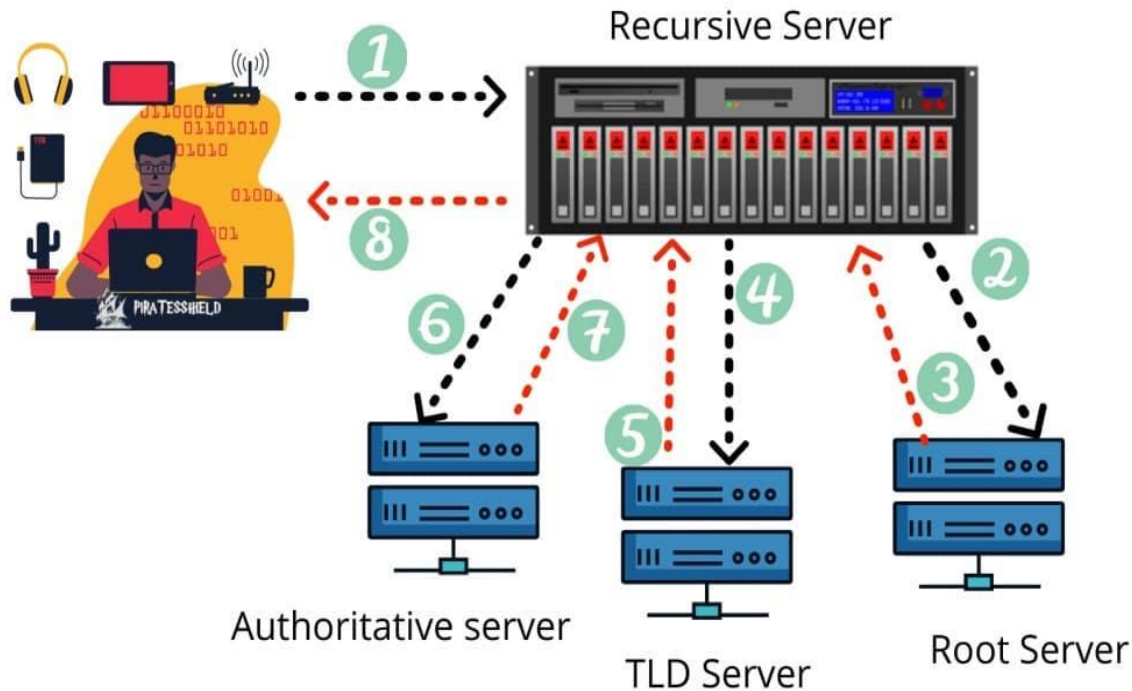 Recursive Server
1
01100010
01101010
01010
0100
001
8
PIRATESSHIELD
2
4
6
7
3
5
Authoritative server
TLD Server
Root Server